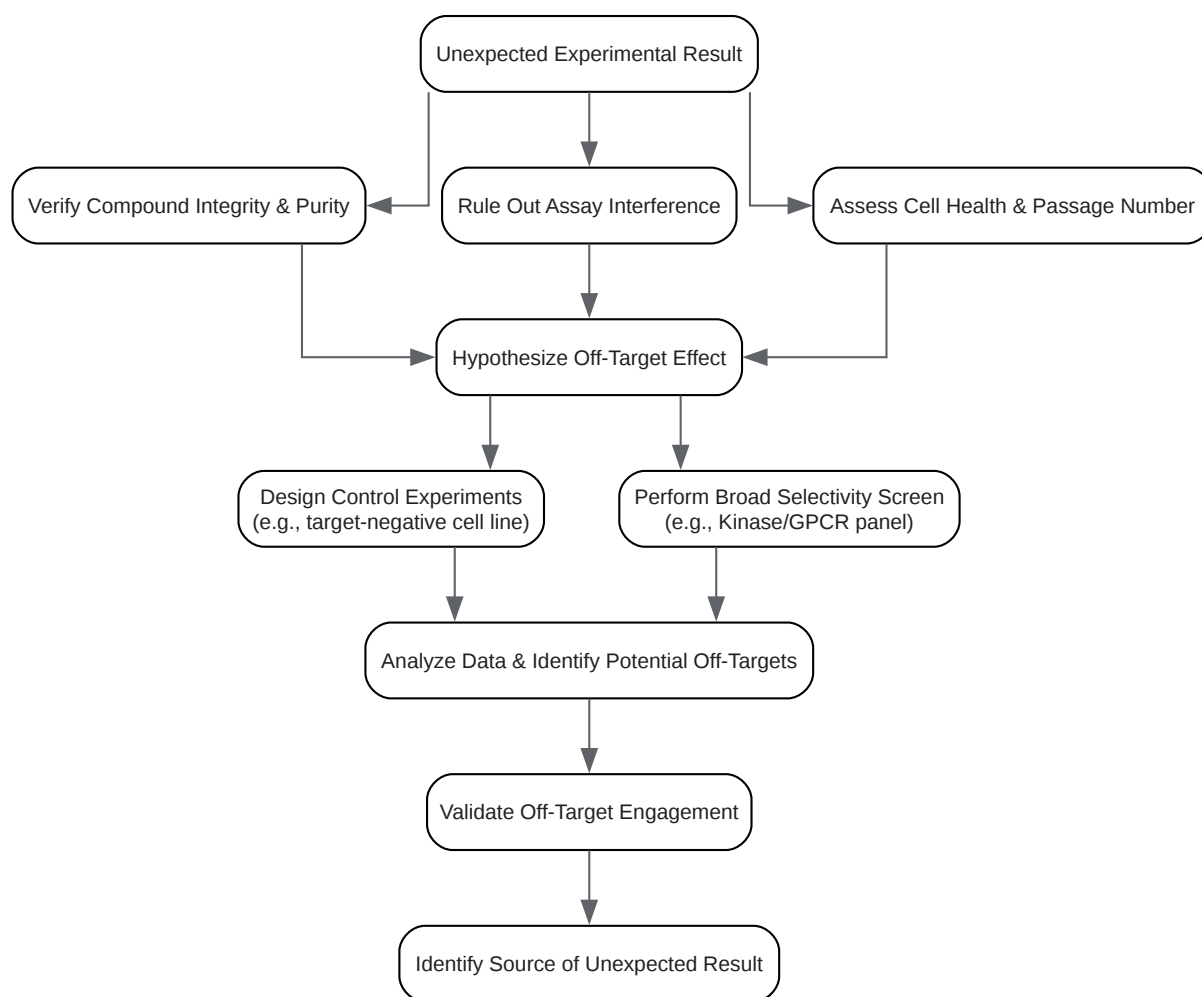 Unexpected Experimental Result
Verify Compound Integrity & Purity
Rule Out Assay Interference
Assess Cell Health & Passage Number
Hypothesize Off-Target Effect
Design Control Experiments
(e.g., target-negative cell line)
Perform Broad Selectivity Screen
(e.g., Kinase/GPCR panel)
Analyze Data & Identify Potential Off-Targets
Validate Off-Target Engagement
Identify Source of Unexpected Result